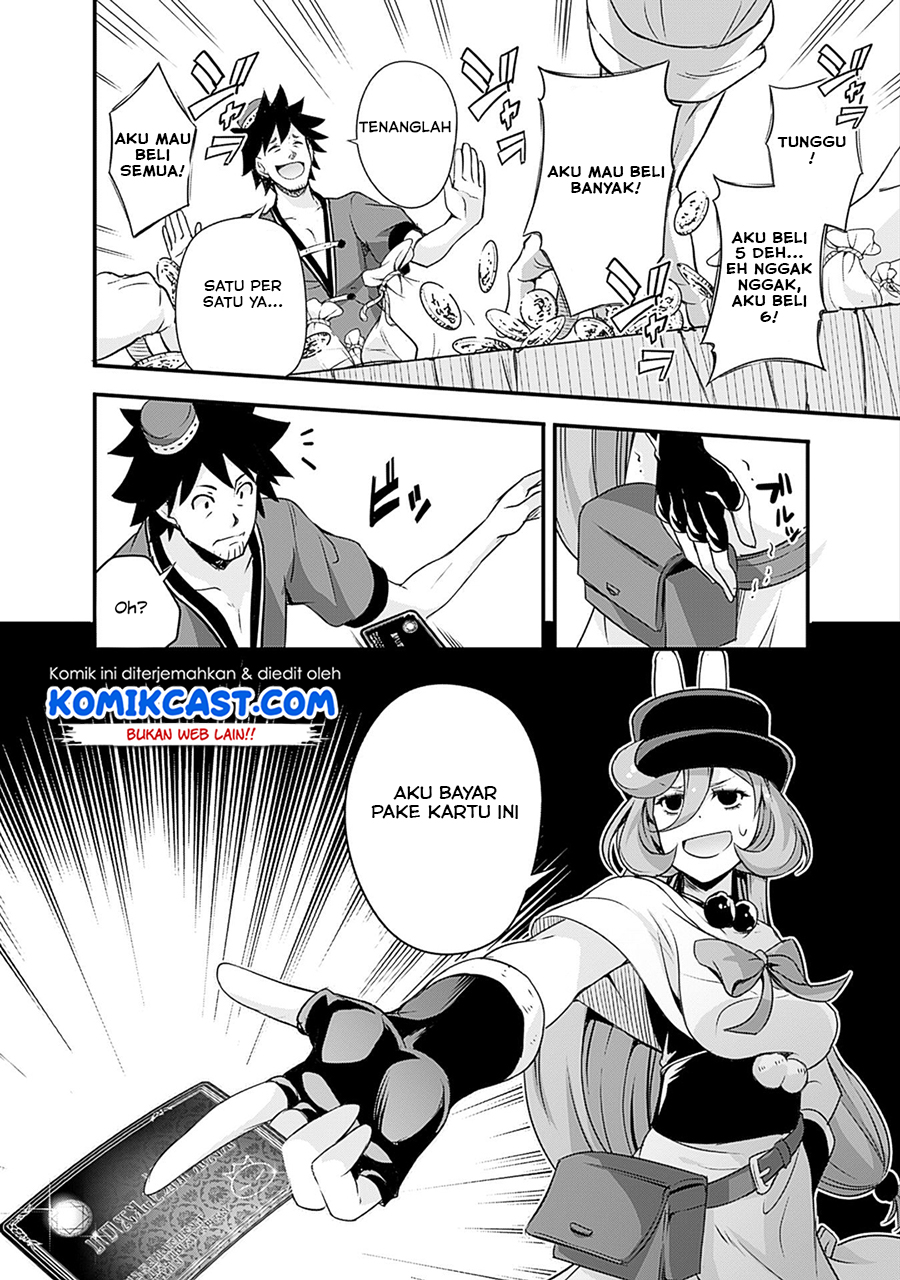 TUNGGU
!
AKU BELI
5 DEH...
EH NGGAK
NGGAK,
AKU BELI
6!
AKU MAU BELI
BANYAK!
TENANGLAH
AKU MAU
BELI
SEMUA!
SATU PER
SATU YA...
Oh?
Komik ini diterjemahkan & diedit oleh
KOMIKCAST.COM
BUKAN WEB LAIN!!
AKU BAYAR
PAKE KARTU INI